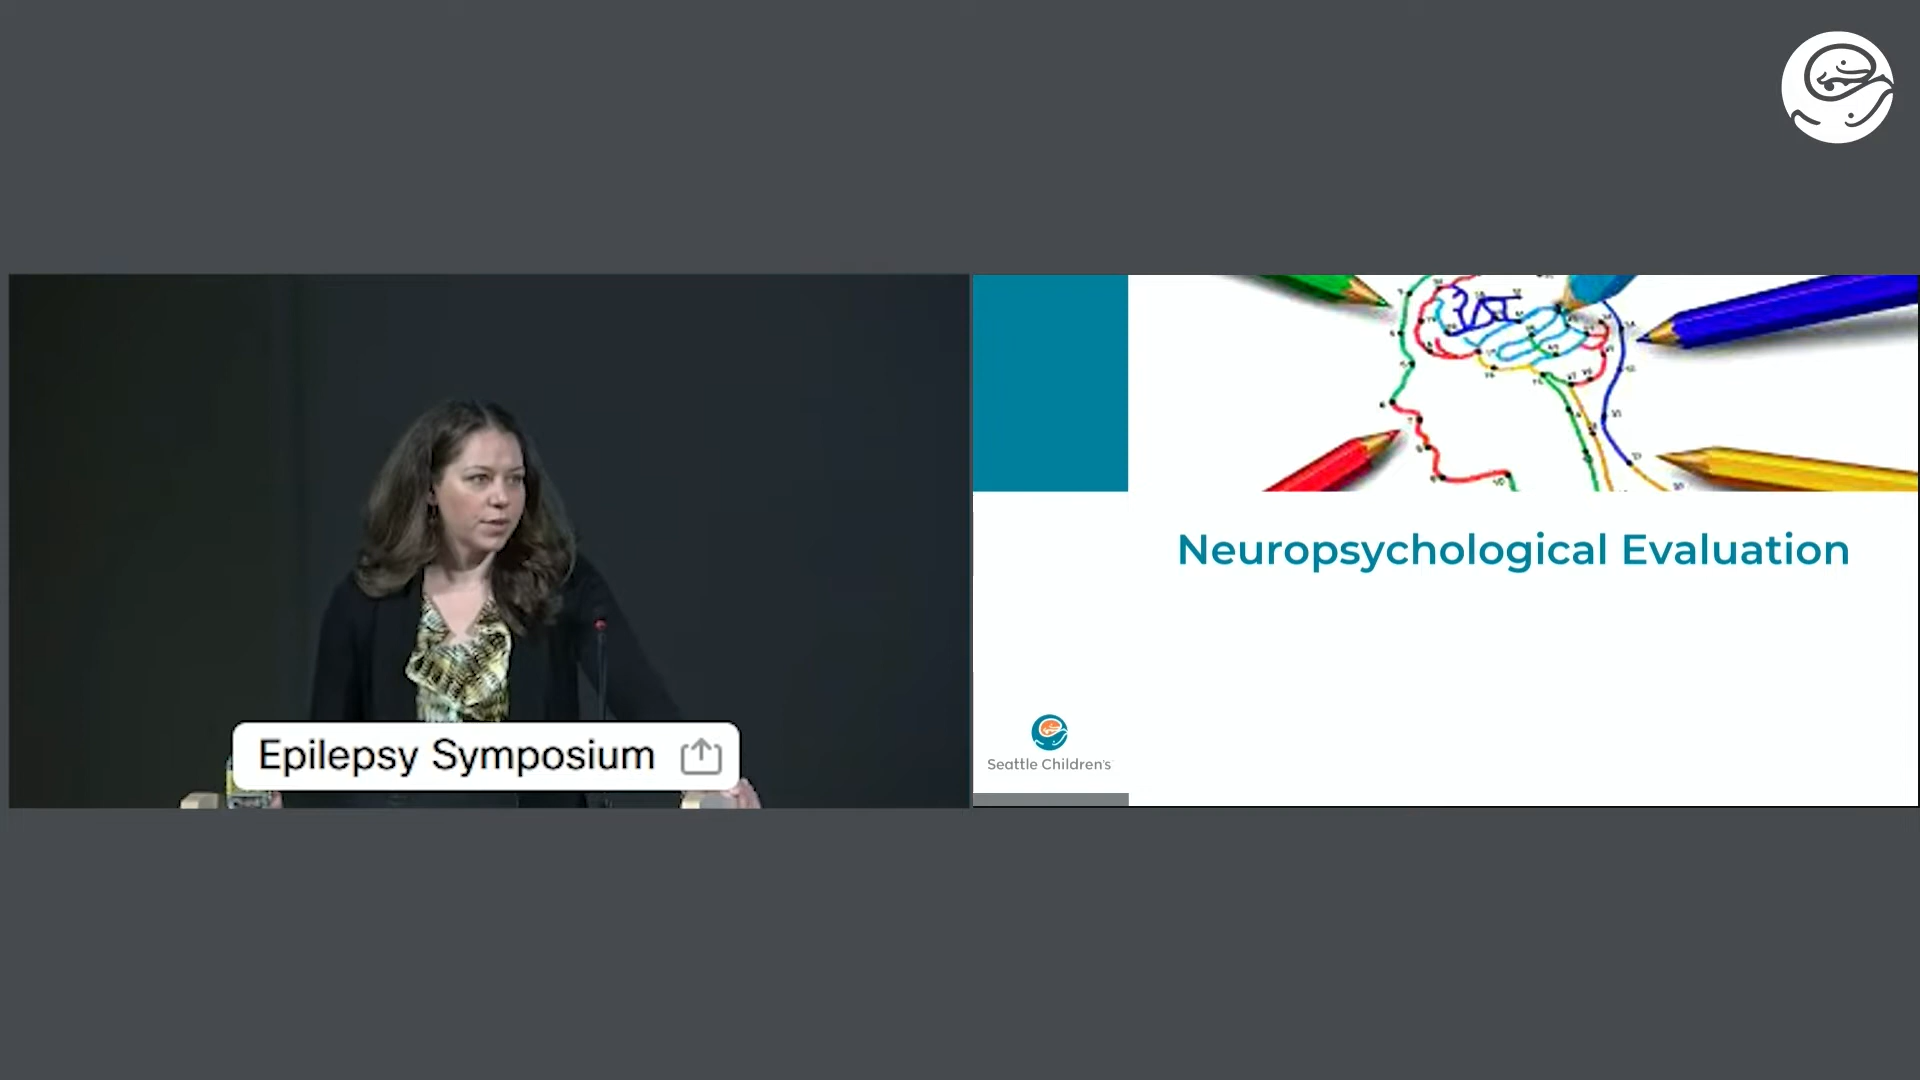 Neuropsychological Evaluation
Seattle Children's
Epilepsy Symposium